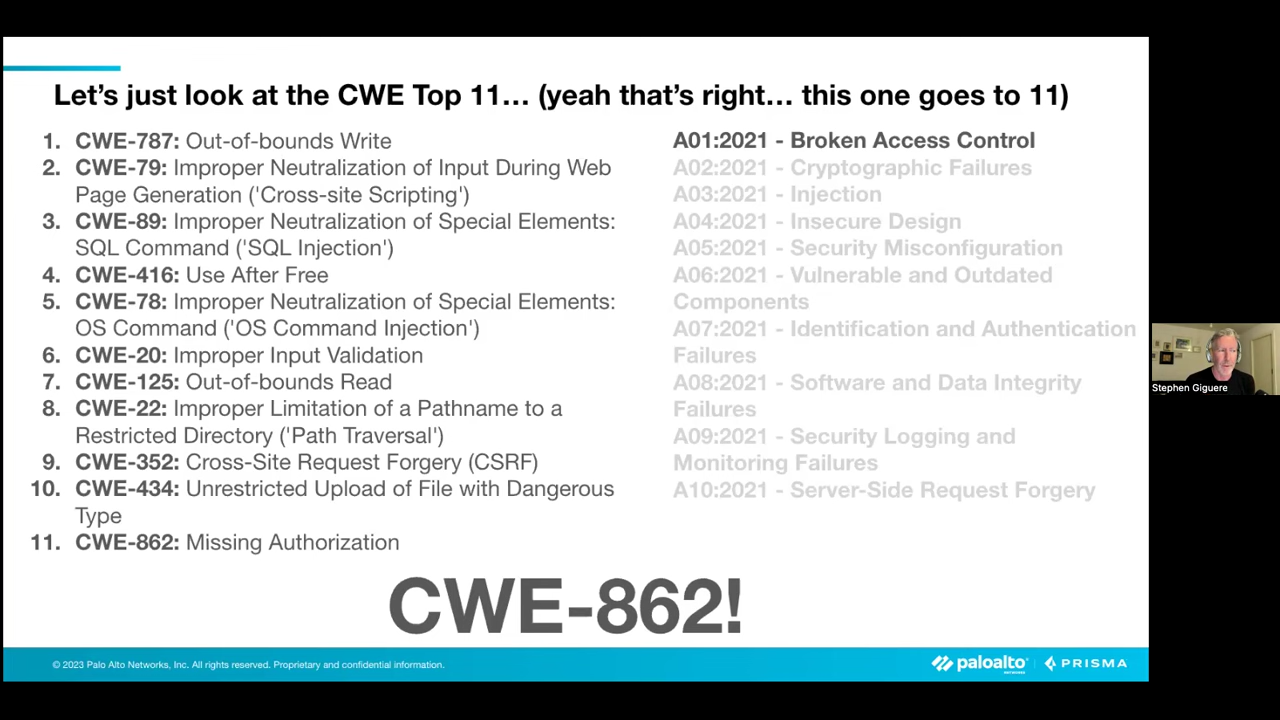 Let's just look at the CWE Top 11… (yeah that's right… this one goes to 11)
1. CWE-787: Out-of-bounds Write
2. CWE-79: Improper Neutralization of Input During Web
Page Generation ('Cross-site Scripting')
3. CWE-89: Improper Neutralization of Special Elements:
SQL Command ('SQL Injection')
4. CWE-416: Use After Free
5. CWE-78: Improper Neutralization of Special Elements:
OS Command ('OS Command Injection')
6. CWE-20: Improper Input Validation
7. CWE-125: Out-of-bounds Read
8. CWE-22: Improper Limitation of a Pathname to a
Restricted Directory ('Path Traversal')
9. CWE-352: Cross-Site Request Forgery (CSRF)
10. CWE-434: Unrestricted Upload of File with Dangerous
Type
11. CWE-862: Missing Authorization
A01:2021 - Broken Access Control
A02:2021 - Cryptographic Failures
A03:2021 - Injection
A04:2021 - Insecure Design
A05:2021 - Security Misconfiguration
A06:2021 - Vulnerable and Outdated
Components
A07:2021 - Identification and Authentication
Failures
A08:2021 - Software and Data Integrity
Failures
A09:2021 - Security Logging and
Monitoring Failures
A10:2021 - Server-Side Request Forgery
CWE-862!
© 2023 Palo Alto Networks, Inc. All rights reserved. Proprietary and confidential information.
paloalto
NETWORKS
PRISMA
Stephen Giguere